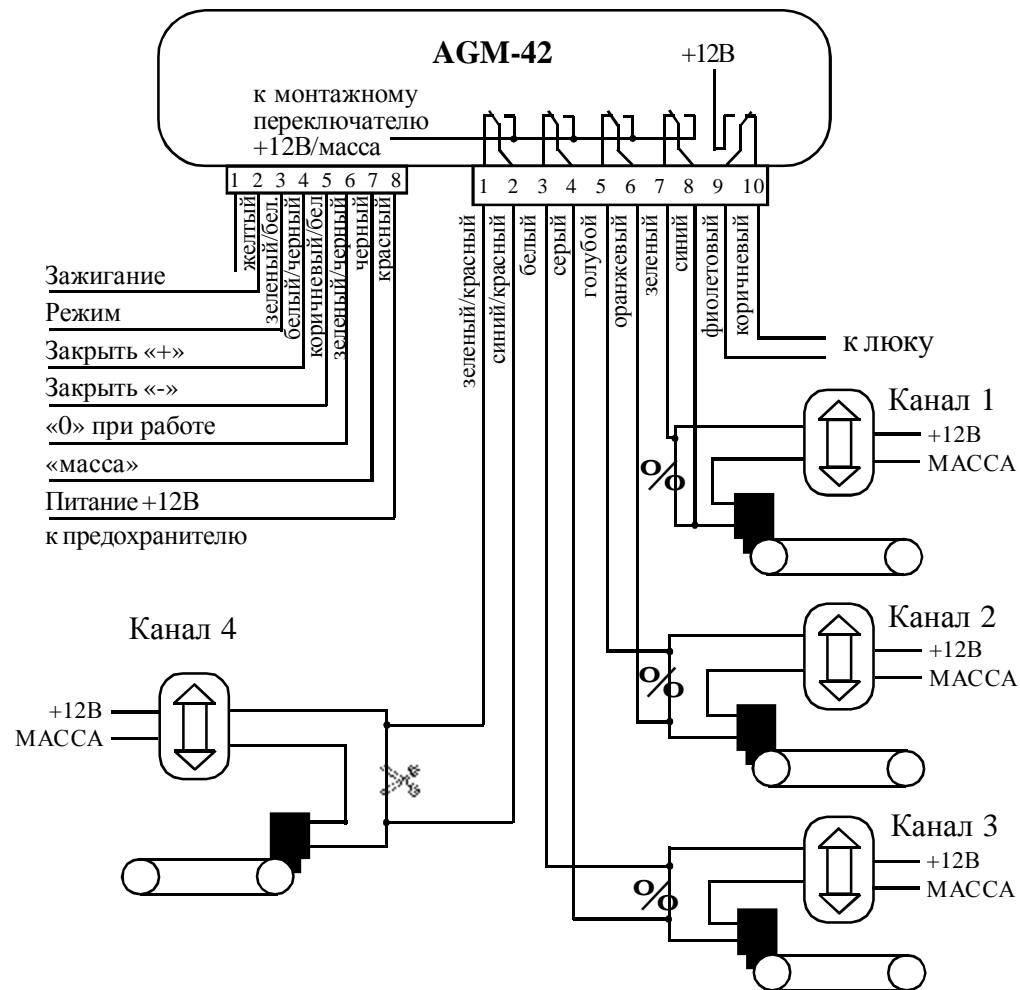 AGM-42
+12В
к монтажному
переключателю
+12В/масса
1 2 3 4 5 6 7 8
1 2 3 4 5 6 7 8 9 10
желтый
зеленый/бел.
белый/черный
коричневый/бел
зеленый/черный
черный
красный
зеленый/красный
синий/красный
белый
серый
голубой
оранжевый
зеленый
синий
фиолетовый
коричневый
Зажигание
Режим
Закрыть «+»
Закрыть «-»
«0» при работе
«масса»
Питание +12В
к предохранителю
к люку
Канал 1
+12В
МАССА
%
Канал 2
+12В
МАССА
%
Канал 4
+12В
МАССА
Канал 3
+12В
МАССА
%